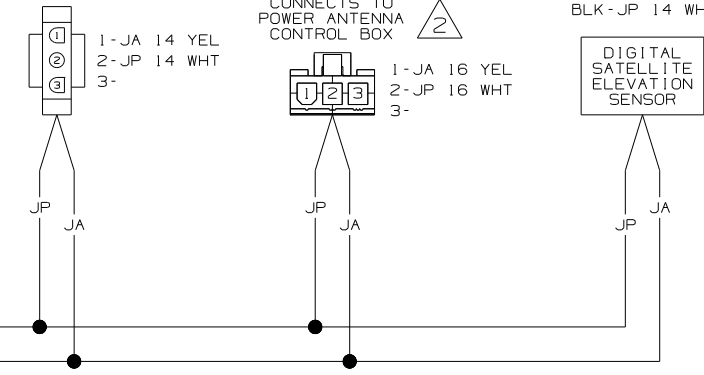 1
2
3
1-JA 14 YEL
2-JP 14 WHT
3-
CONNECTS TO
POWER ANTENNA
CONTROL BOX
2
1 2 3
1-JA 16 YEL
2-JP 16 WHT
3-
BLK-JP 14 WH
DIGITAL
SATELLITE
ELEVATION
SENSOR
JP
JA
JP
JA
JP
JA